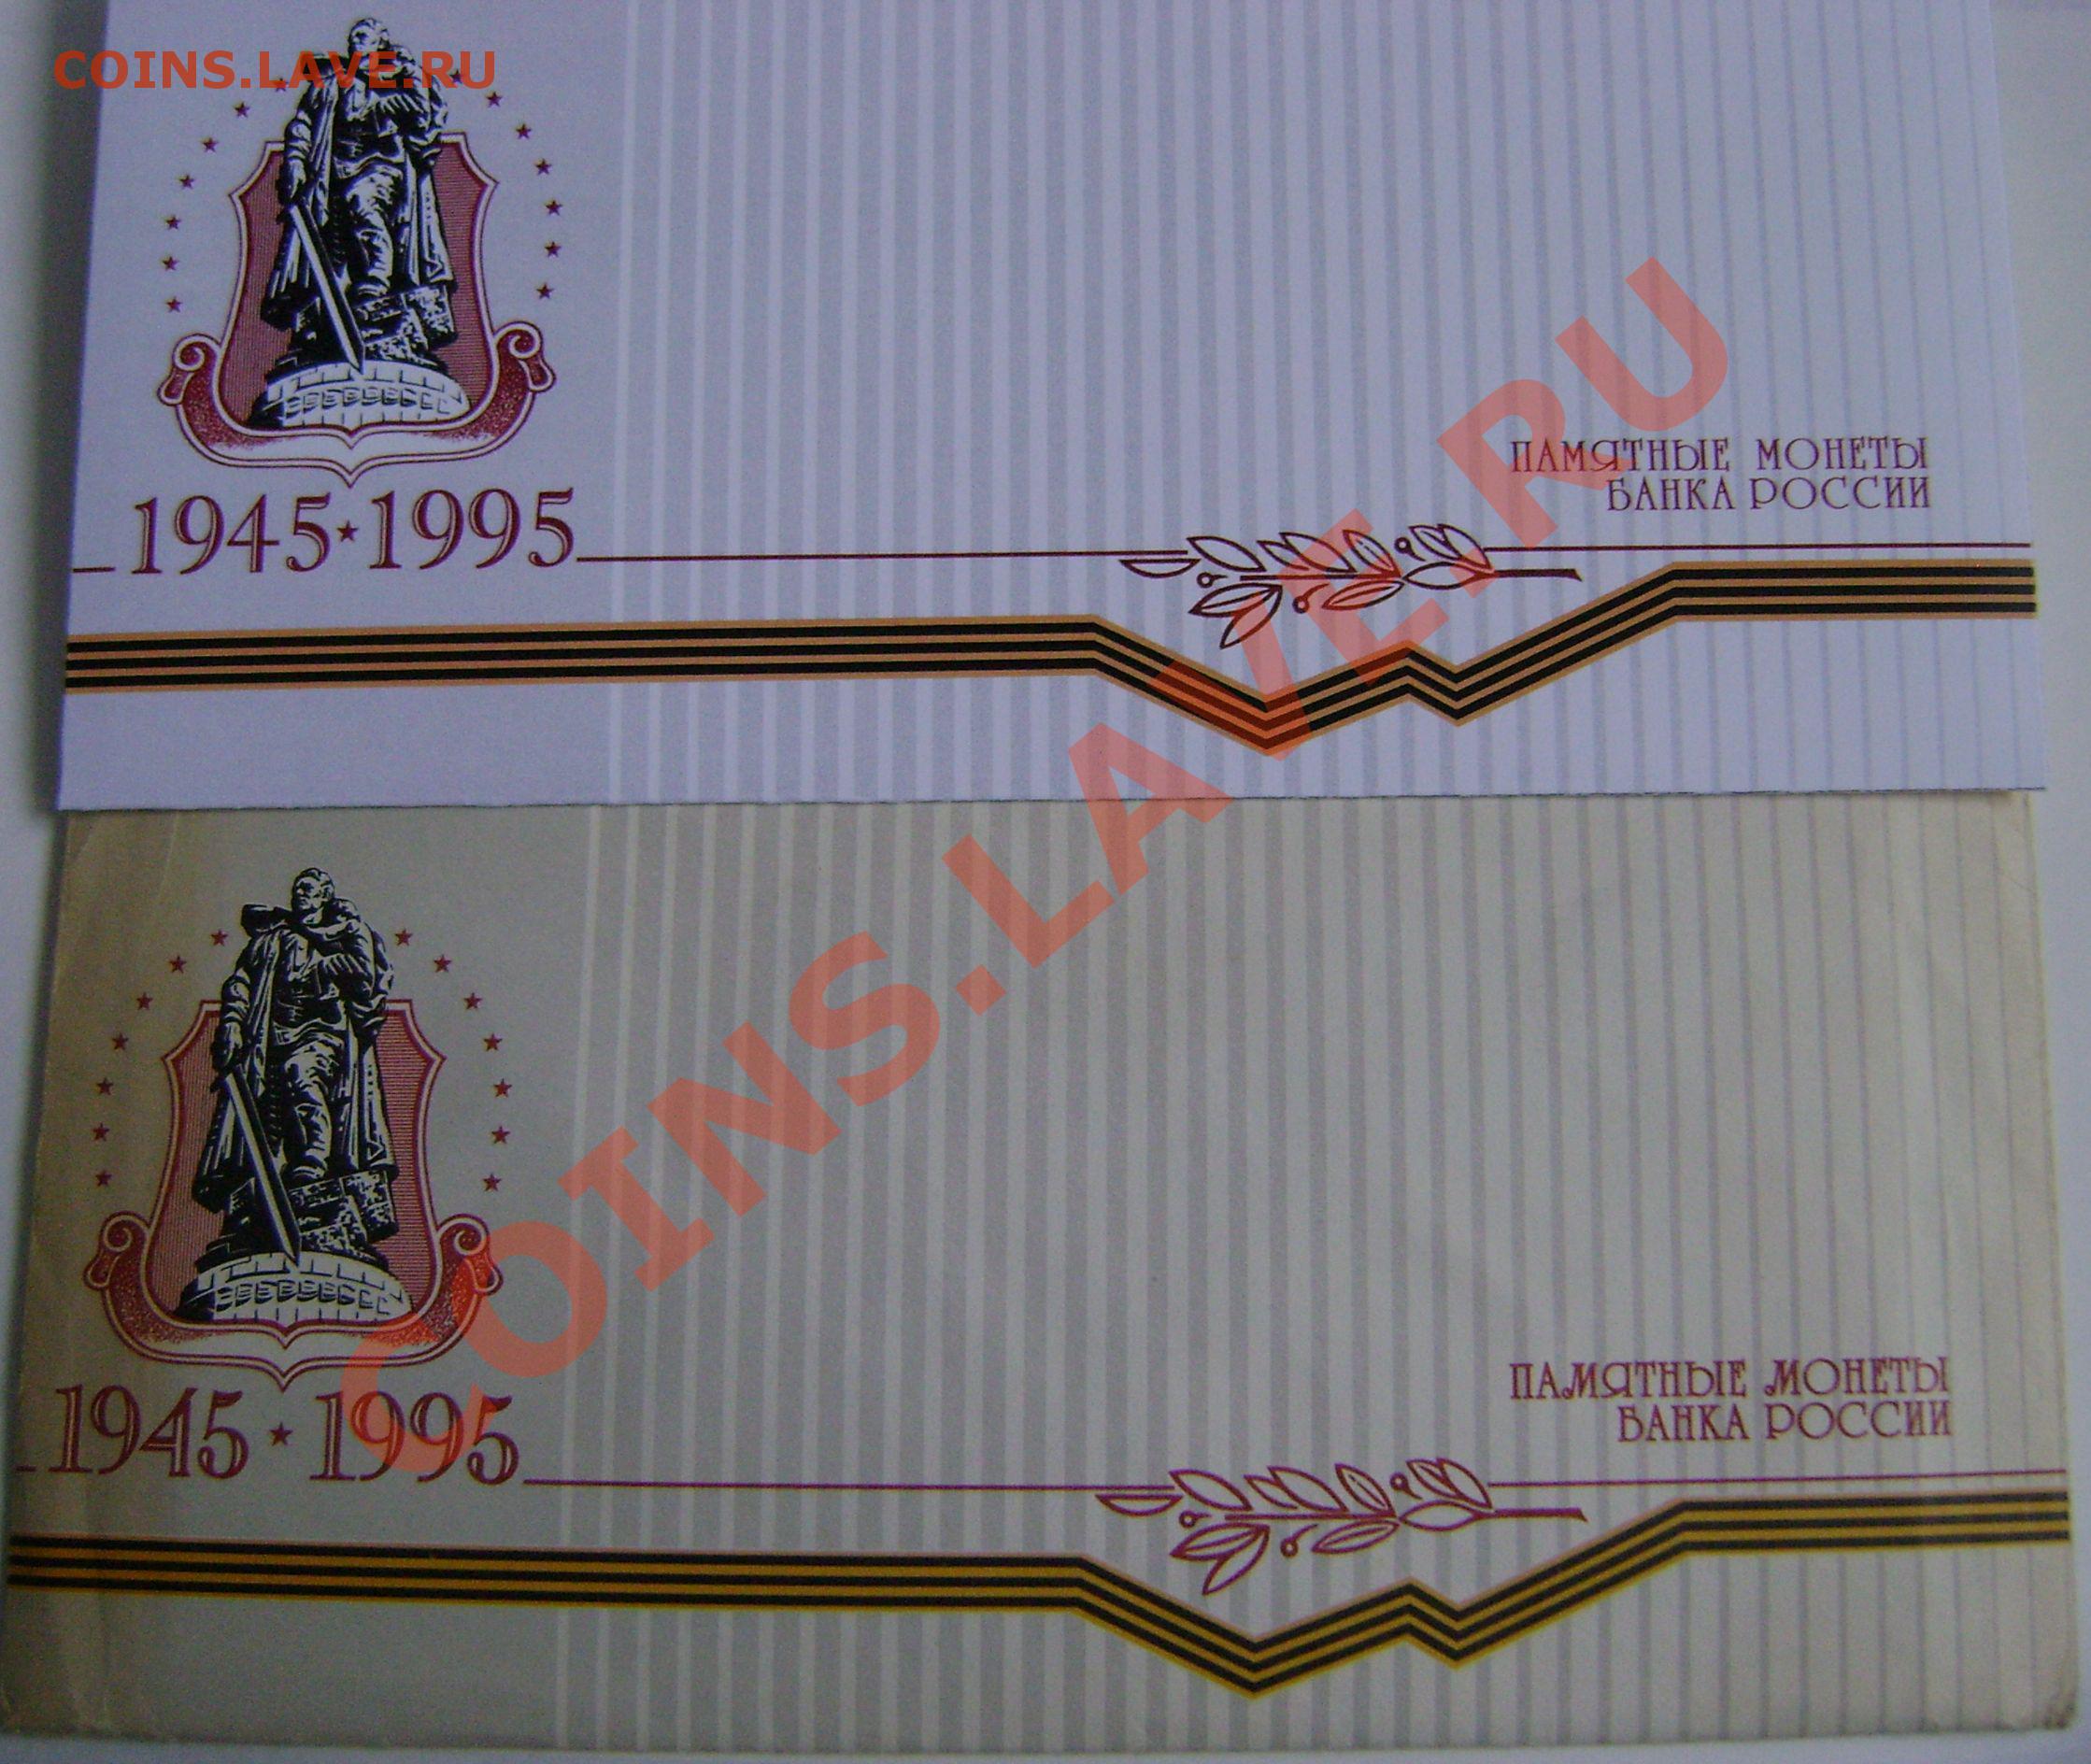 COINS.LAVE.RU
1945★1995
ПАМЯТНЫЕ МОНЕТЫ
БАНКА РОССИИ
COINS.LAVE.RU
1945★1995
ПАМЯТНЫЕ МОНЕТЫ
БАНКА РОССИИ